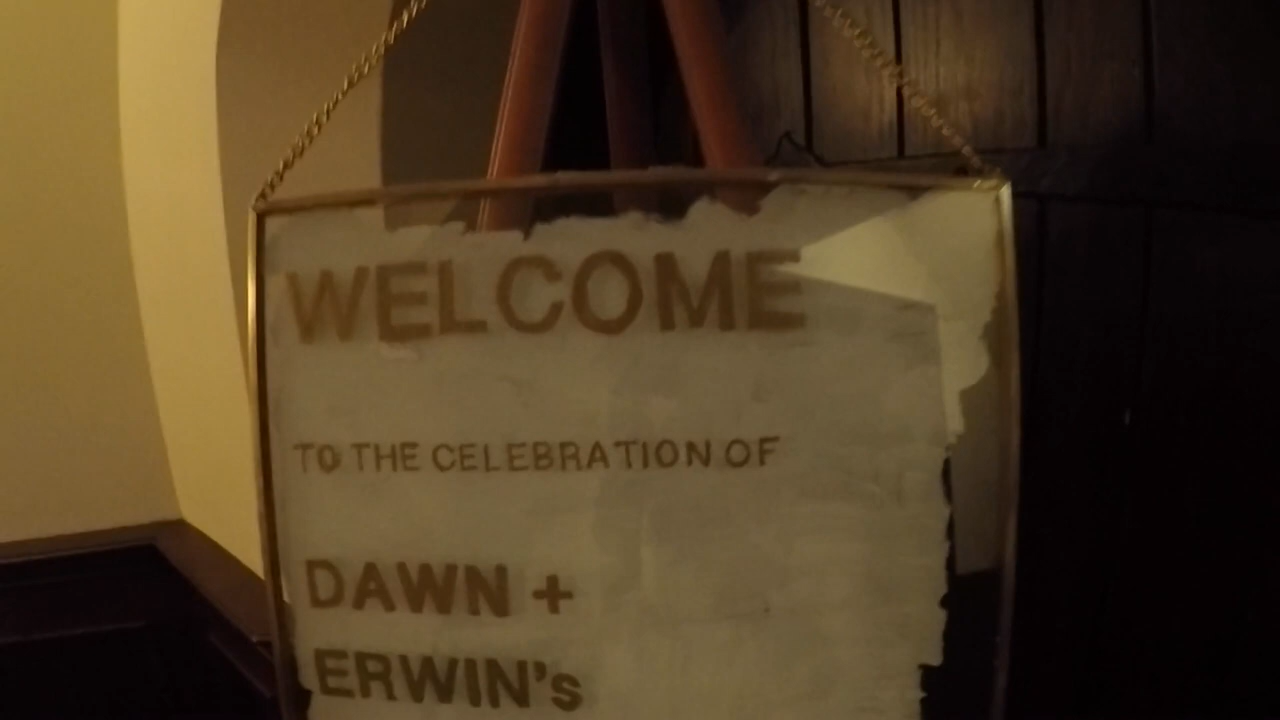 WELCOME
TO THE CELEBRATION OF
DAWN +
ERWIN's